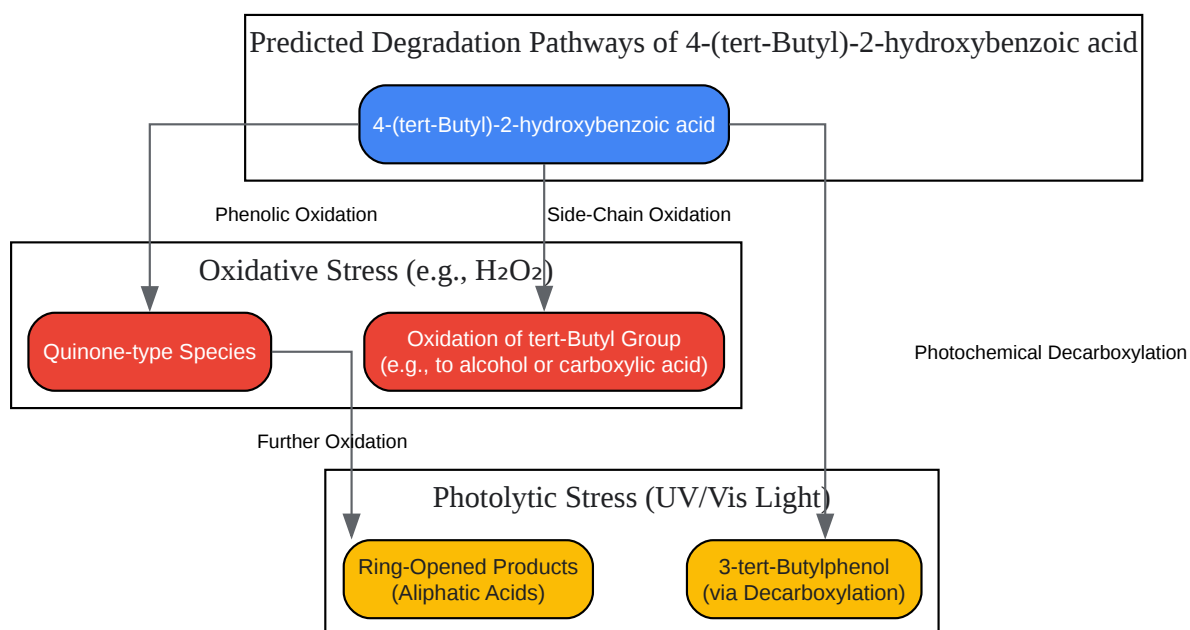 Predicted Degradation Pathways of 4-(tert-Butyl)-2-hydroxybenzoic acid
4-(tert-Butyl)-2-hydroxybenzoic acid
Phenolic Oxidation
Side-Chain Oxidation
Oxidative Stress (e.g., H₂O₂)
Quinone-type Species
Oxidation of tert-Butyl Group
(e.g., to alcohol or carboxylic acid)
Photochemical Decarboxylation
Further Oxidation
Photolytic Stress (UV/Vis Light)
Ring-Opened Products
(Aliphatic Acids)
3-tert-Butylphenol
(via Decarboxylation)